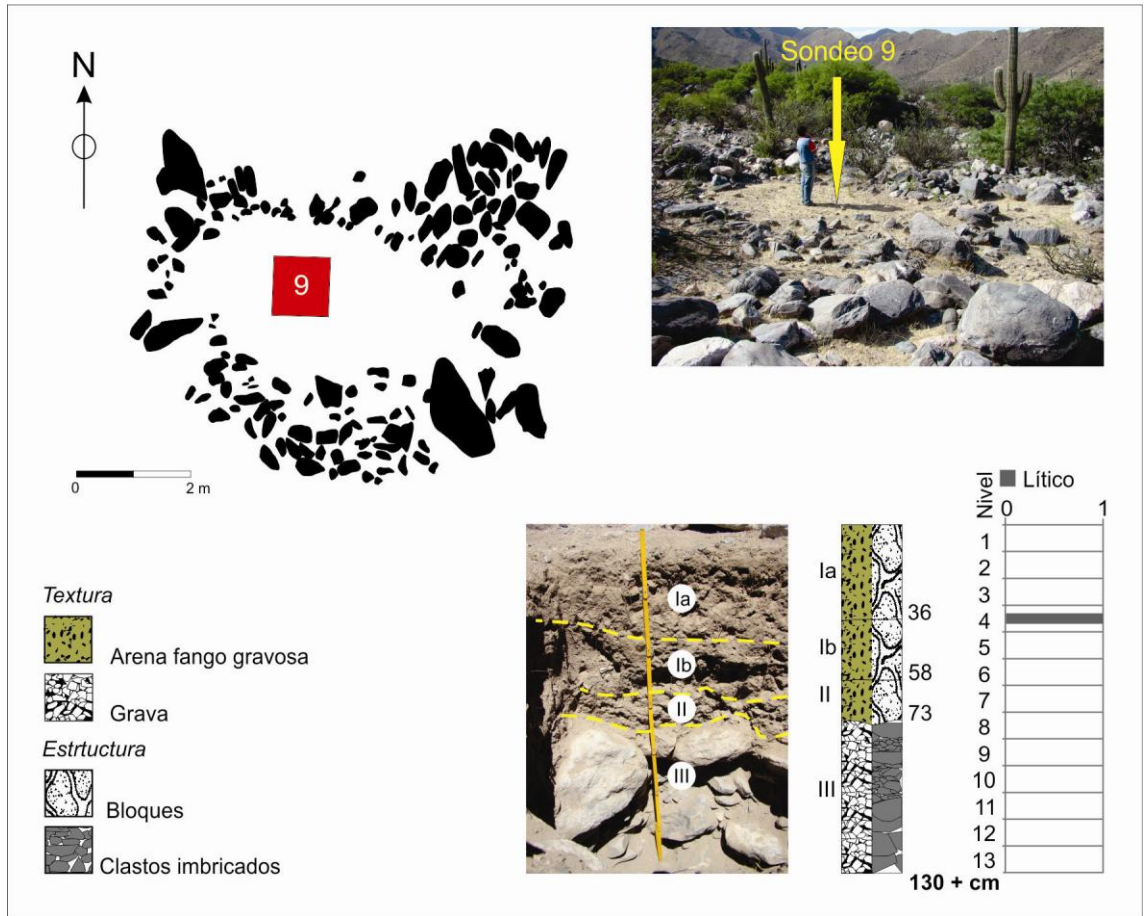 N
Sondeo 9
9
0
2 m
Textura
Arena fango gravosa
Grava
Estrtuctura
Bloques
Clastos imbricados
Ia
Ib
II
III
Ia
36
Ib
58
II
73
III
130 + cm
Lítico
Nivel
0 1
1
2
3
4
5
6
7
8
9
10
11
12
13